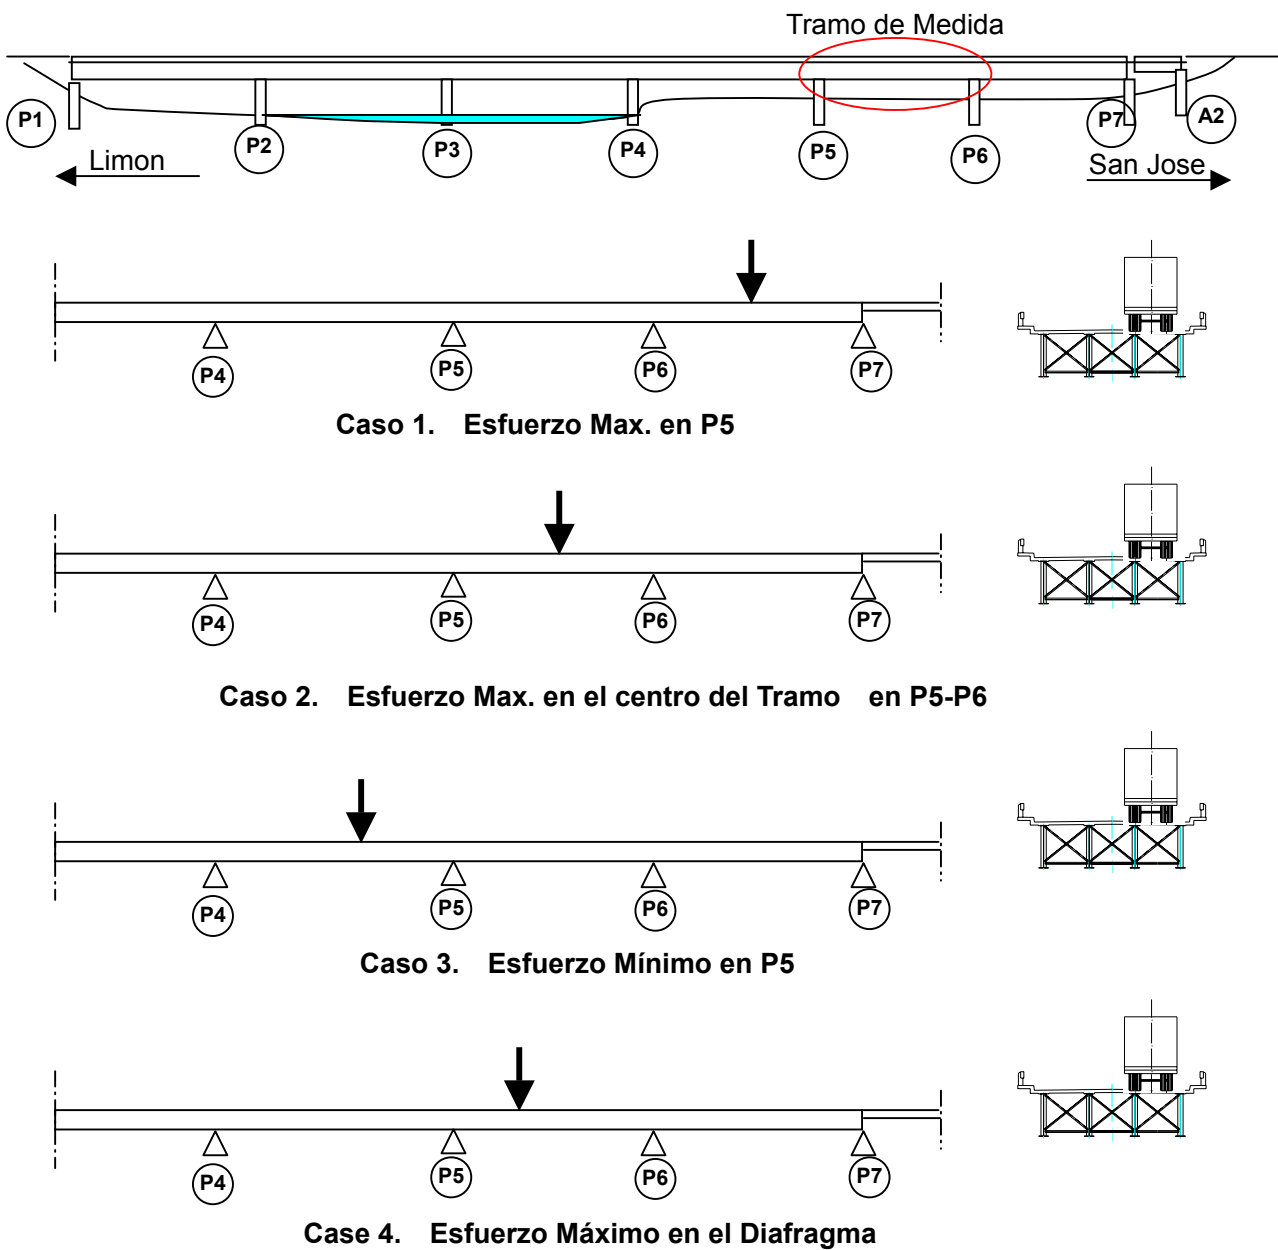 Tramo de Medida
P1
P2
P3
P4
P5
P6
P7
A2
Limon
San Jose
P4
P5
P6
P7
Caso 1. Esfuerzo Max. en P5
P4
P5
P6
P7
Caso 2. Esfuerzo Max. en el centro del Tramo en P5-P6
P4
P5
P6
P7
Caso 3. Esfuerzo Mínimo en P5
P4
P5
P6
P7
Case 4. Esfuerzo Máximo en el Diafragma